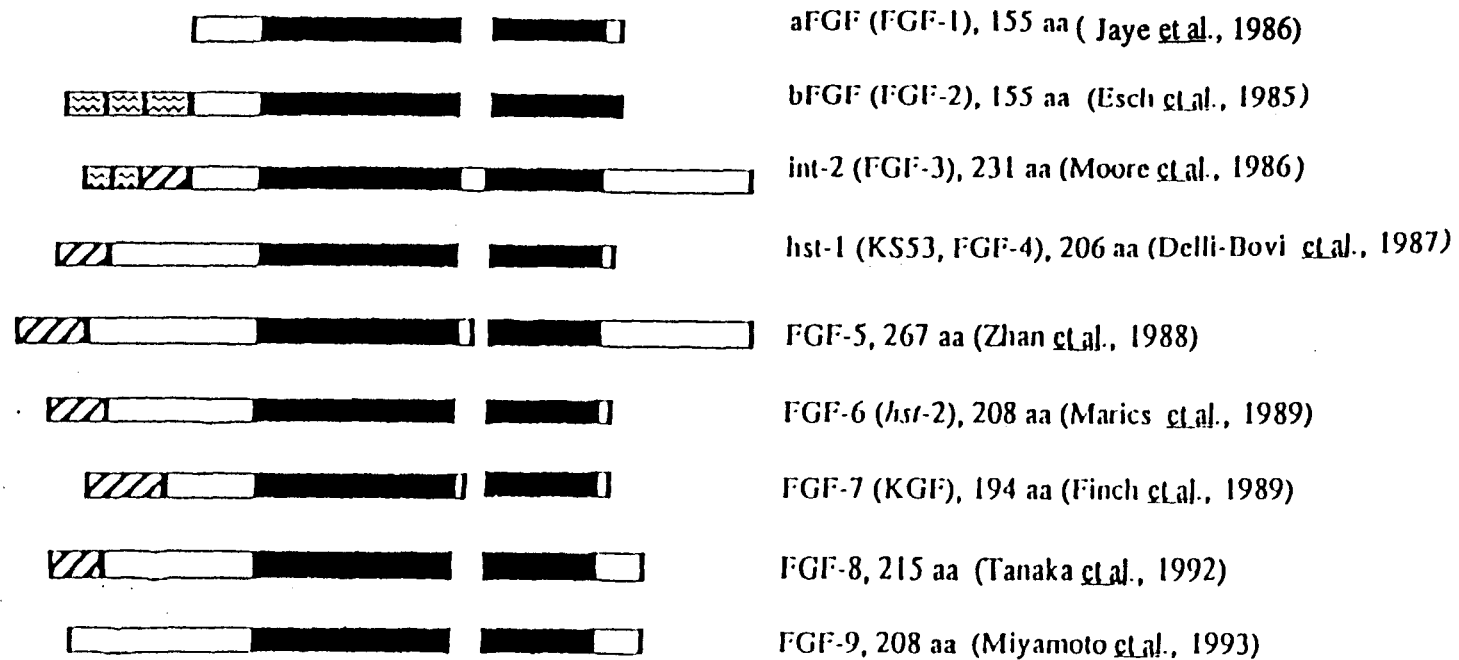 aFGF (FGF-1), 155 aa ( Jaye et al., 1986)
bFGF (FGF-2), 155 aa (Esch et al., 1985)
int-2 (FGF-3), 231 aa (Moore et al., 1986)
hst-1 (KS53, FGF-4), 206 aa (Delli-Bovi et al., 1987)
FGF-5, 267 aa (Zhan et al., 1988)
FGF-6 (hst-2), 208 aa (Marics et al., 1989)
FGF-7 (KGF), 194 aa (Finch et al., 1989)
FGF-8, 215 aa (Tanaka et al., 1992)
FGF-9, 208 aa (Miyamoto et al., 1993)